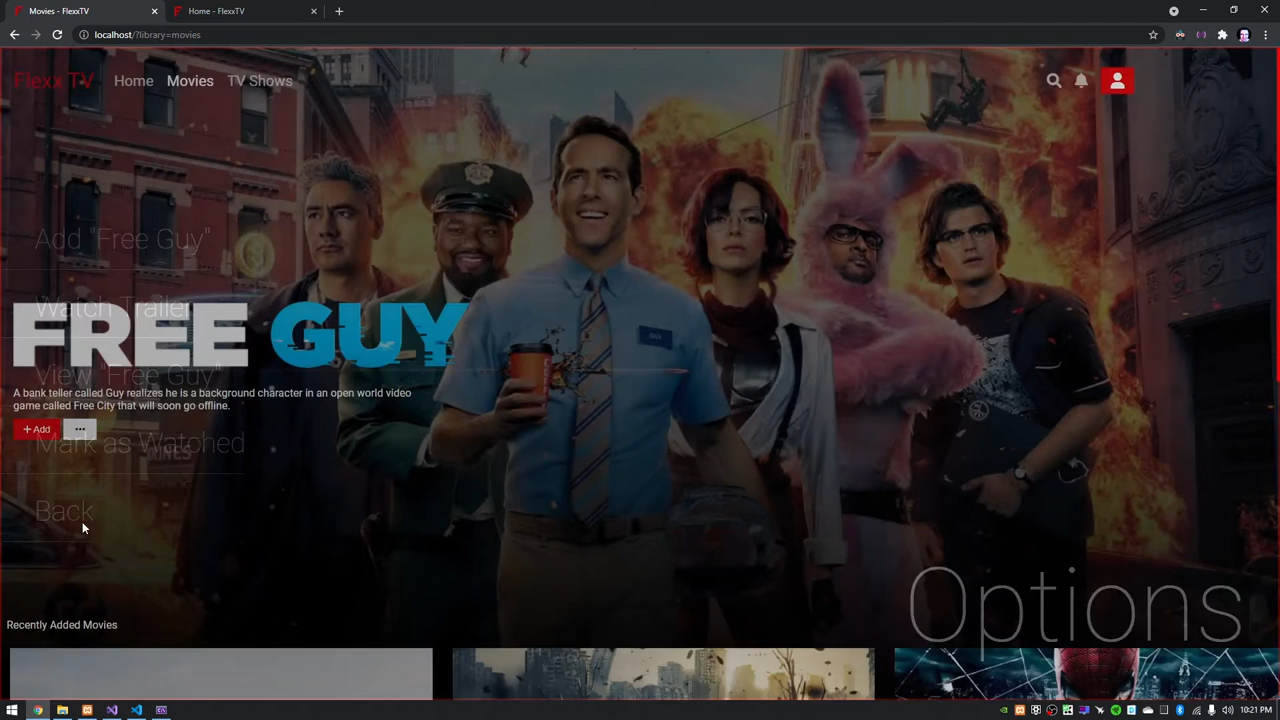 Movies - FlexxTV
Home - FlexxTV
localhost/?library=movies
Flexx TV Home Movies TV Shows
Add "Free Guy"
Watch Trailer
FREE GUY
View "Free Guy"
A bank teller called Guy realizes he is a background character in an open world video
game called Free City that will soon go offline.
+ Add ...
Mark as Watched
Back
GUY
Options
Recently Added Movies
10:21 PM